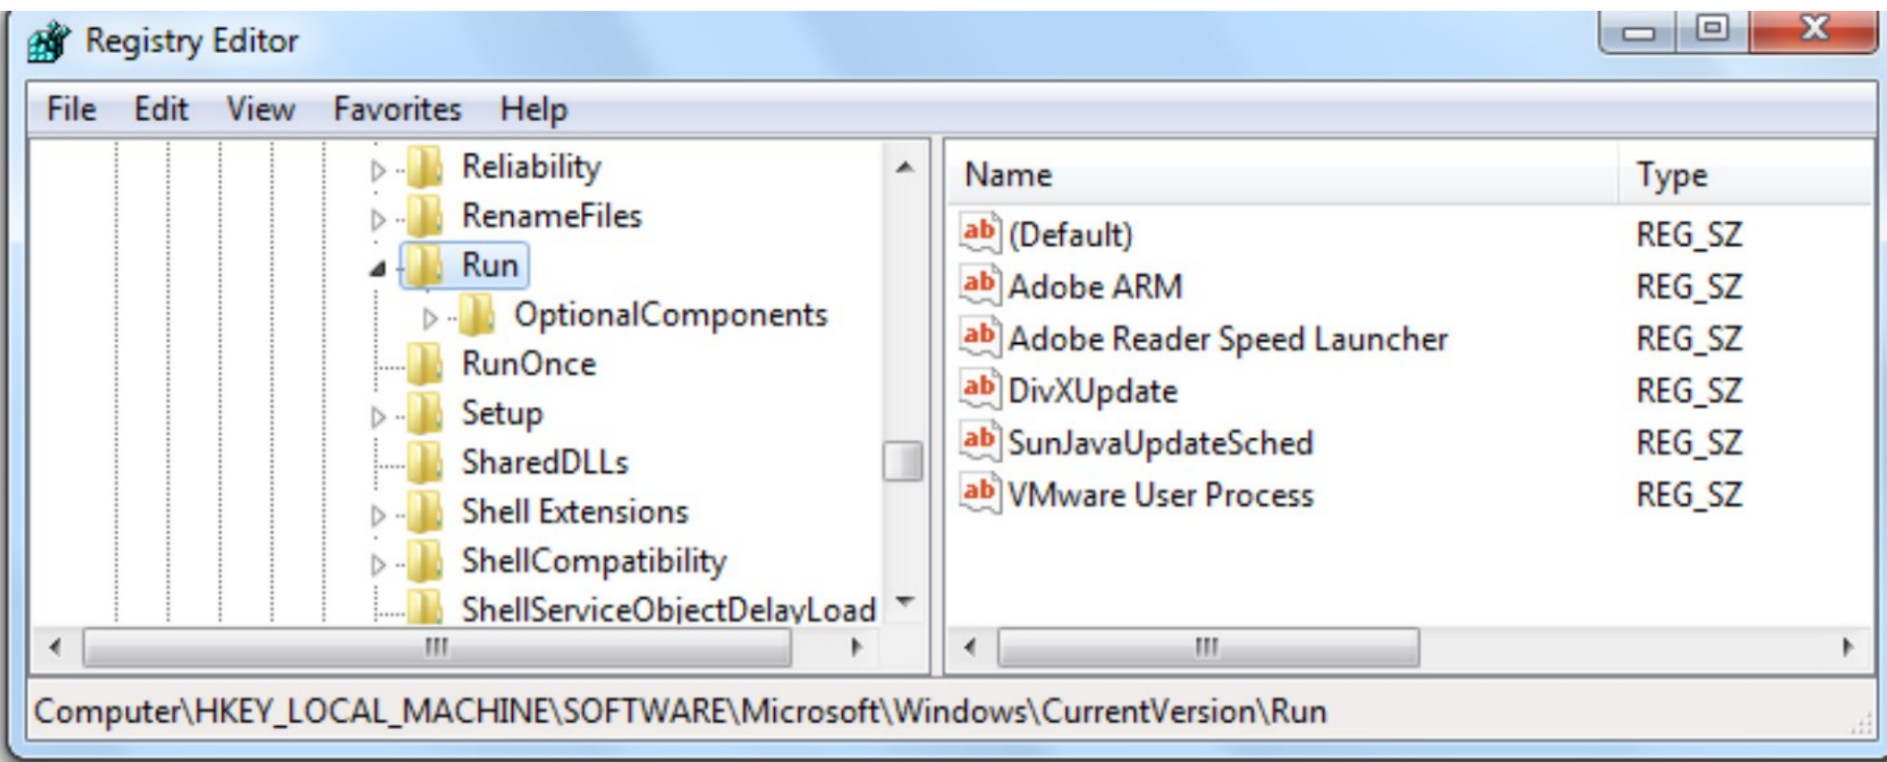 Registry Editor
File Edit View Favorites Help
Reliability
RenameFiles
Run
OptionalComponents
RunOnce
Setup
SharedDLLs
Shell Extensions
ShellCompatibility
ShellServiceObjectDelayLoad
Name Type
(Default) REG_SZ
Adobe ARM REG_SZ
Adobe Reader Speed Launcher REG_SZ
DivXUpdate REG_SZ
SunJavaUpdateSched REG_SZ
VMware User Process REG_SZ
Computer\HKEY_LOCAL_MACHINE\SOFTWARE\Microsoft\Windows\CurrentVersion\Run